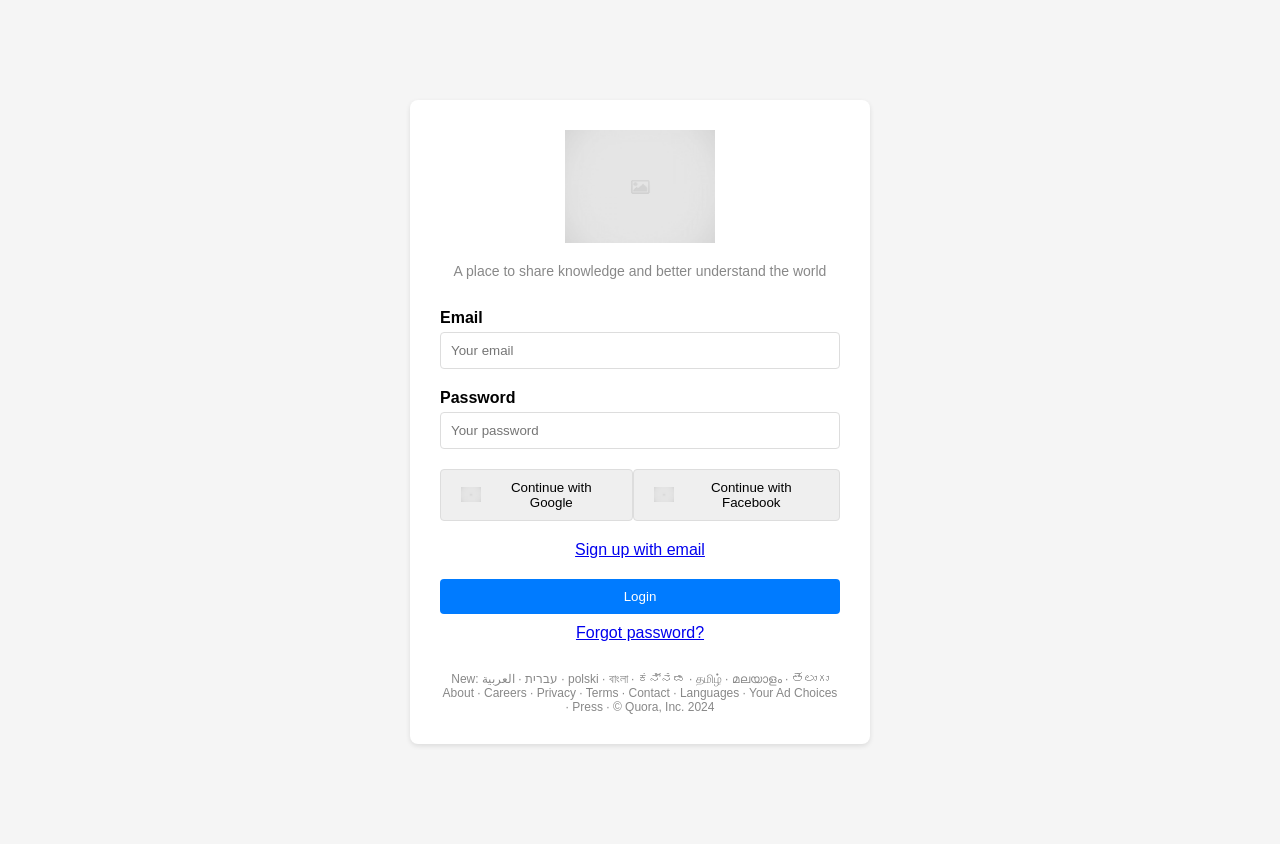 A place to share knowledge and better understand the world
Email
Your email
Password
Your password
Continue with
Google
Continue with
Facebook
Sign up with email
Login
Forgot password?
New: العربية · עברית · polski · বাংলা · ಕನ್ನಡ · தமிழ் · മലയാളം · తెలుగు
About · Careers · Privacy · Terms · Contact · Languages · Your Ad Choices
· Press · © Quora, Inc. 2024